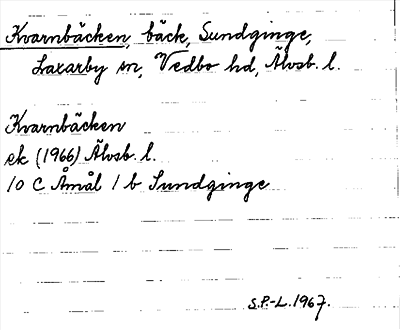 Kvarnbäcken, bäck, Sundginge,
Laxarby sn, Vedbo hd, Älvsb. l.
Kvarnbäcken
ek (1966) Älvsb. l.
10 C Åmål 1 b Sundginge
S.P.-L. 1967.